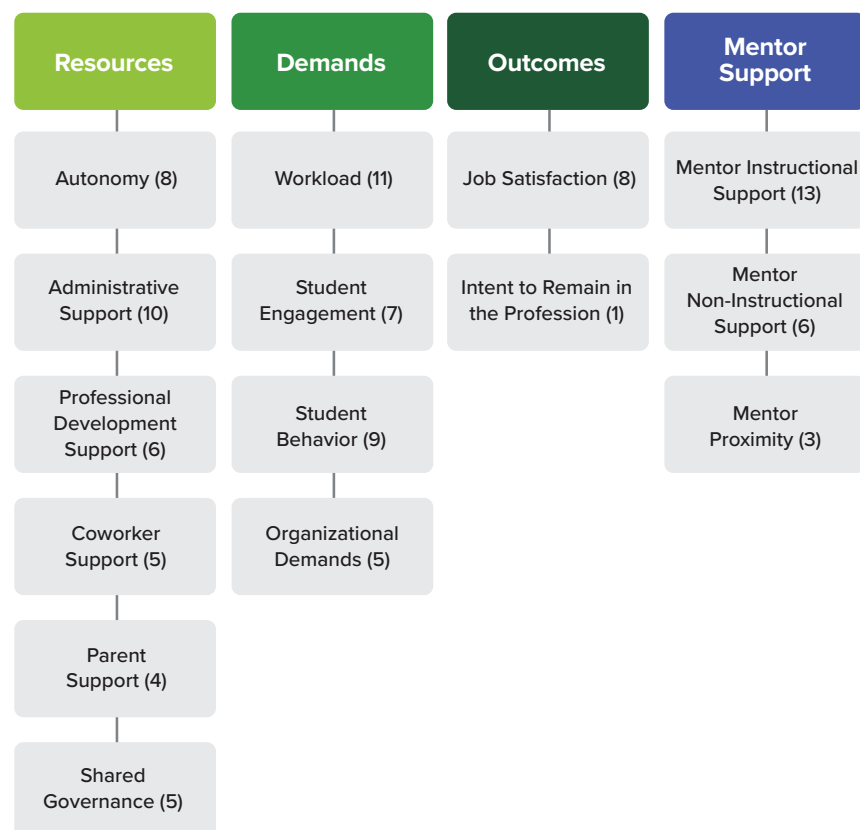 Resources
Autonomy (8)
Administrative
Support (10)
Professional
Development
Support (6)
Coworker
Support (5)
Parent
Support (4)
Shared
Governance (5)
Demands
Workload (11)
Student
Engagement (7)
Student
Behavior (9)
Organizational
Demands (5)
Outcomes
Job Satisfaction (8)
Intent to Remain in
the Profession (1)
Mentor
Support
Mentor Instructional
Support (13)
Mentor
Non-Instructional
Support (6)
Mentor
Proximity (3)